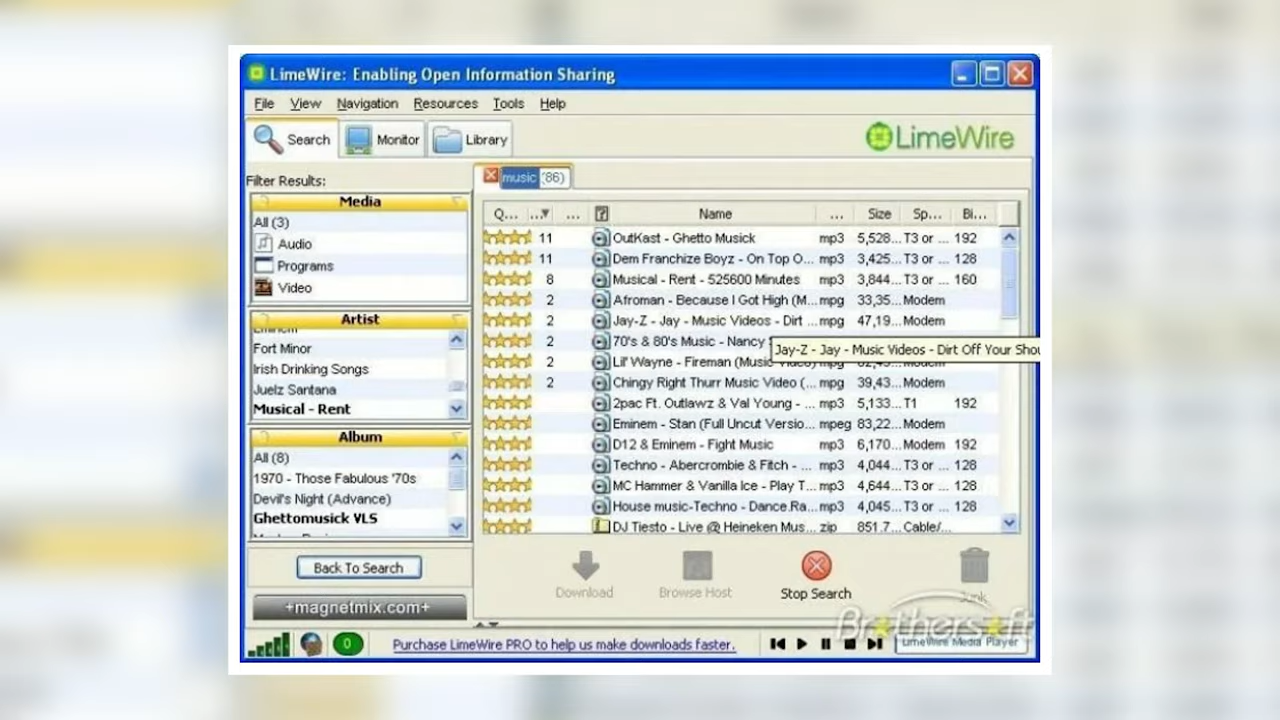 LimeWire: Enabling Open Information Sharing
File View Navigation Resources Tools Help
Search Monitor Library
LimeWire
Filter Results:
Media
All (3)
Audio
Programs
Video
Artist
Eminem
Fort Minor
Irish Drinking Songs
Juelz Santana
Musical - Rent
Album
All (8)
1970 - Those Fabulous '70s
Devil's Night (Advance)
Ghettomusick VLS
Back To Search
+magnetmix.com+
music (86)
Q... ... ... ? Name ... Size Sp... Bi...
11 OutKast - Ghetto Musick mp3 5,528... T3 or ... 192
11 Dem Franchize Boyz - On Top O... mp3 3,425... T3 or ... 128
8 Musical - Rent - 525600 Minutes mp3 3,844... T3 or ... 160
2 Afroman - Because I Got High (M... mpg 33,35... Modem
2 Jay-Z - Jay - Music Videos - Dirt ... mpg 47,19... Modem
2 70's & 80's Music - Nancy
Jay-Z - Jay - Music Videos - Dirt Off Your Shou
2 Lil' Wayne - Fireman (Music mpg Modem
2 Chingy Right Thurr Music Video (... mpg 39,43... Modem
2pac Ft. Outlawz & Val Young - ... mp3 5,133... T1 192
Eminem - Stan (Full Uncut Versio... mpeg 83,22... Modem
D12 & Eminem - Fight Music mp3 6,170... Modem 192
Techno - Abercrombie & Fitch - ... mp3 4,044... T3 or ... 128
MC Hammer & Vanilla Ice - Play T... mp3 4,644... T3 or ... 128
House music-Techno - Dance.Ra... mp3 4,045... T3 or ... 128
DJ Tiesto - Live @ Heineken Mus... zip 851.7... Cable/...
Download Browse Host Stop Search Junk
Brothersoft
0 Purchase LimeWire PRO to help us make downloads faster. LimeWire Media Player